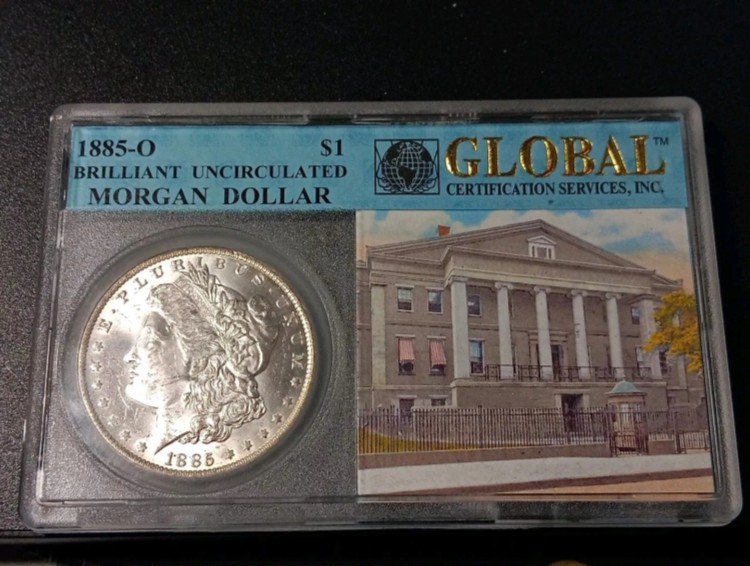 1885-O $1
BRILLIANT UNCIRCULATED
MORGAN DOLLAR
GLOBAL™
CERTIFICATION SERVICES, INC.
E·PLURIBUS·UNUM
1885